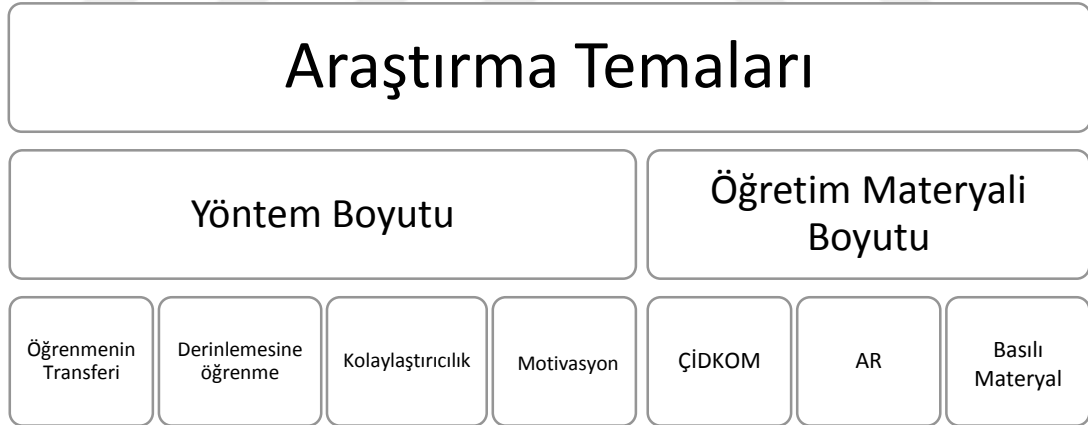 Araştırma Temaları
Yöntem Boyutu
Öğretim Materyali
Boyutu
Öğrenmenin
Transferi
Derinlemesine
öğrenme
Kolaylaştırıcılık
Motivasyon
ÇİDKOM
AR
Basılı
Materyal